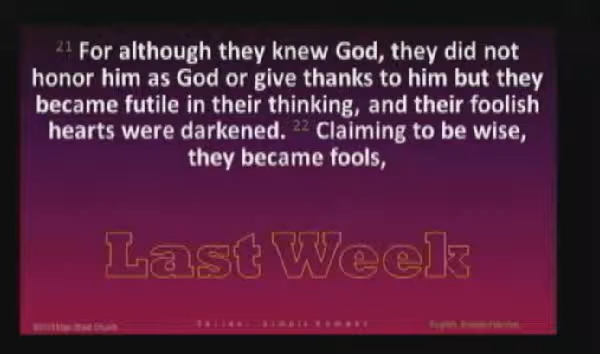 21 For although they knew God, they did not
honor him as God or give thanks to him but they
became futile in their thinking, and their foolish
hearts were darkened. 22 Claiming to be wise,
they became fools,
Last Week